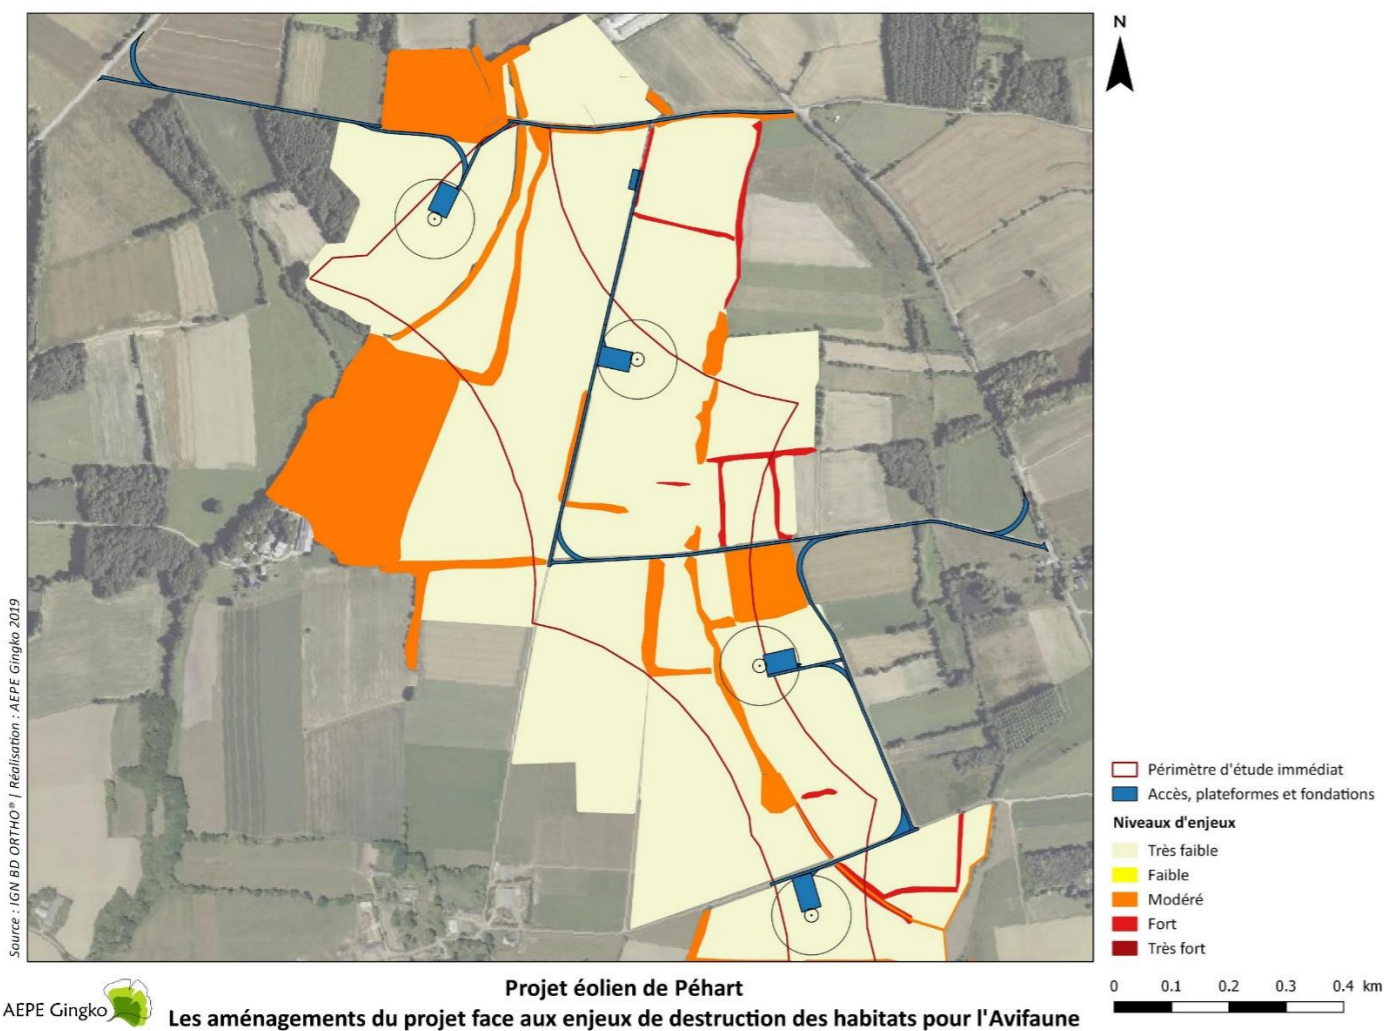 N
Source : IGN BD ORTHO® | Réalisation : AEPE Gingko 2019
Périmètre d'étude immédiat
Accès, plateformes et fondations
Niveaux d'enjeux
Très faible
Faible
Modéré
Fort
Très fort
0 0.1 0.2 0.3 0.4 km
AEPE Gingko
Projet éolien de Péhart
Les aménagements du projet face aux enjeux de destruction des habitats pour l'Avifaune